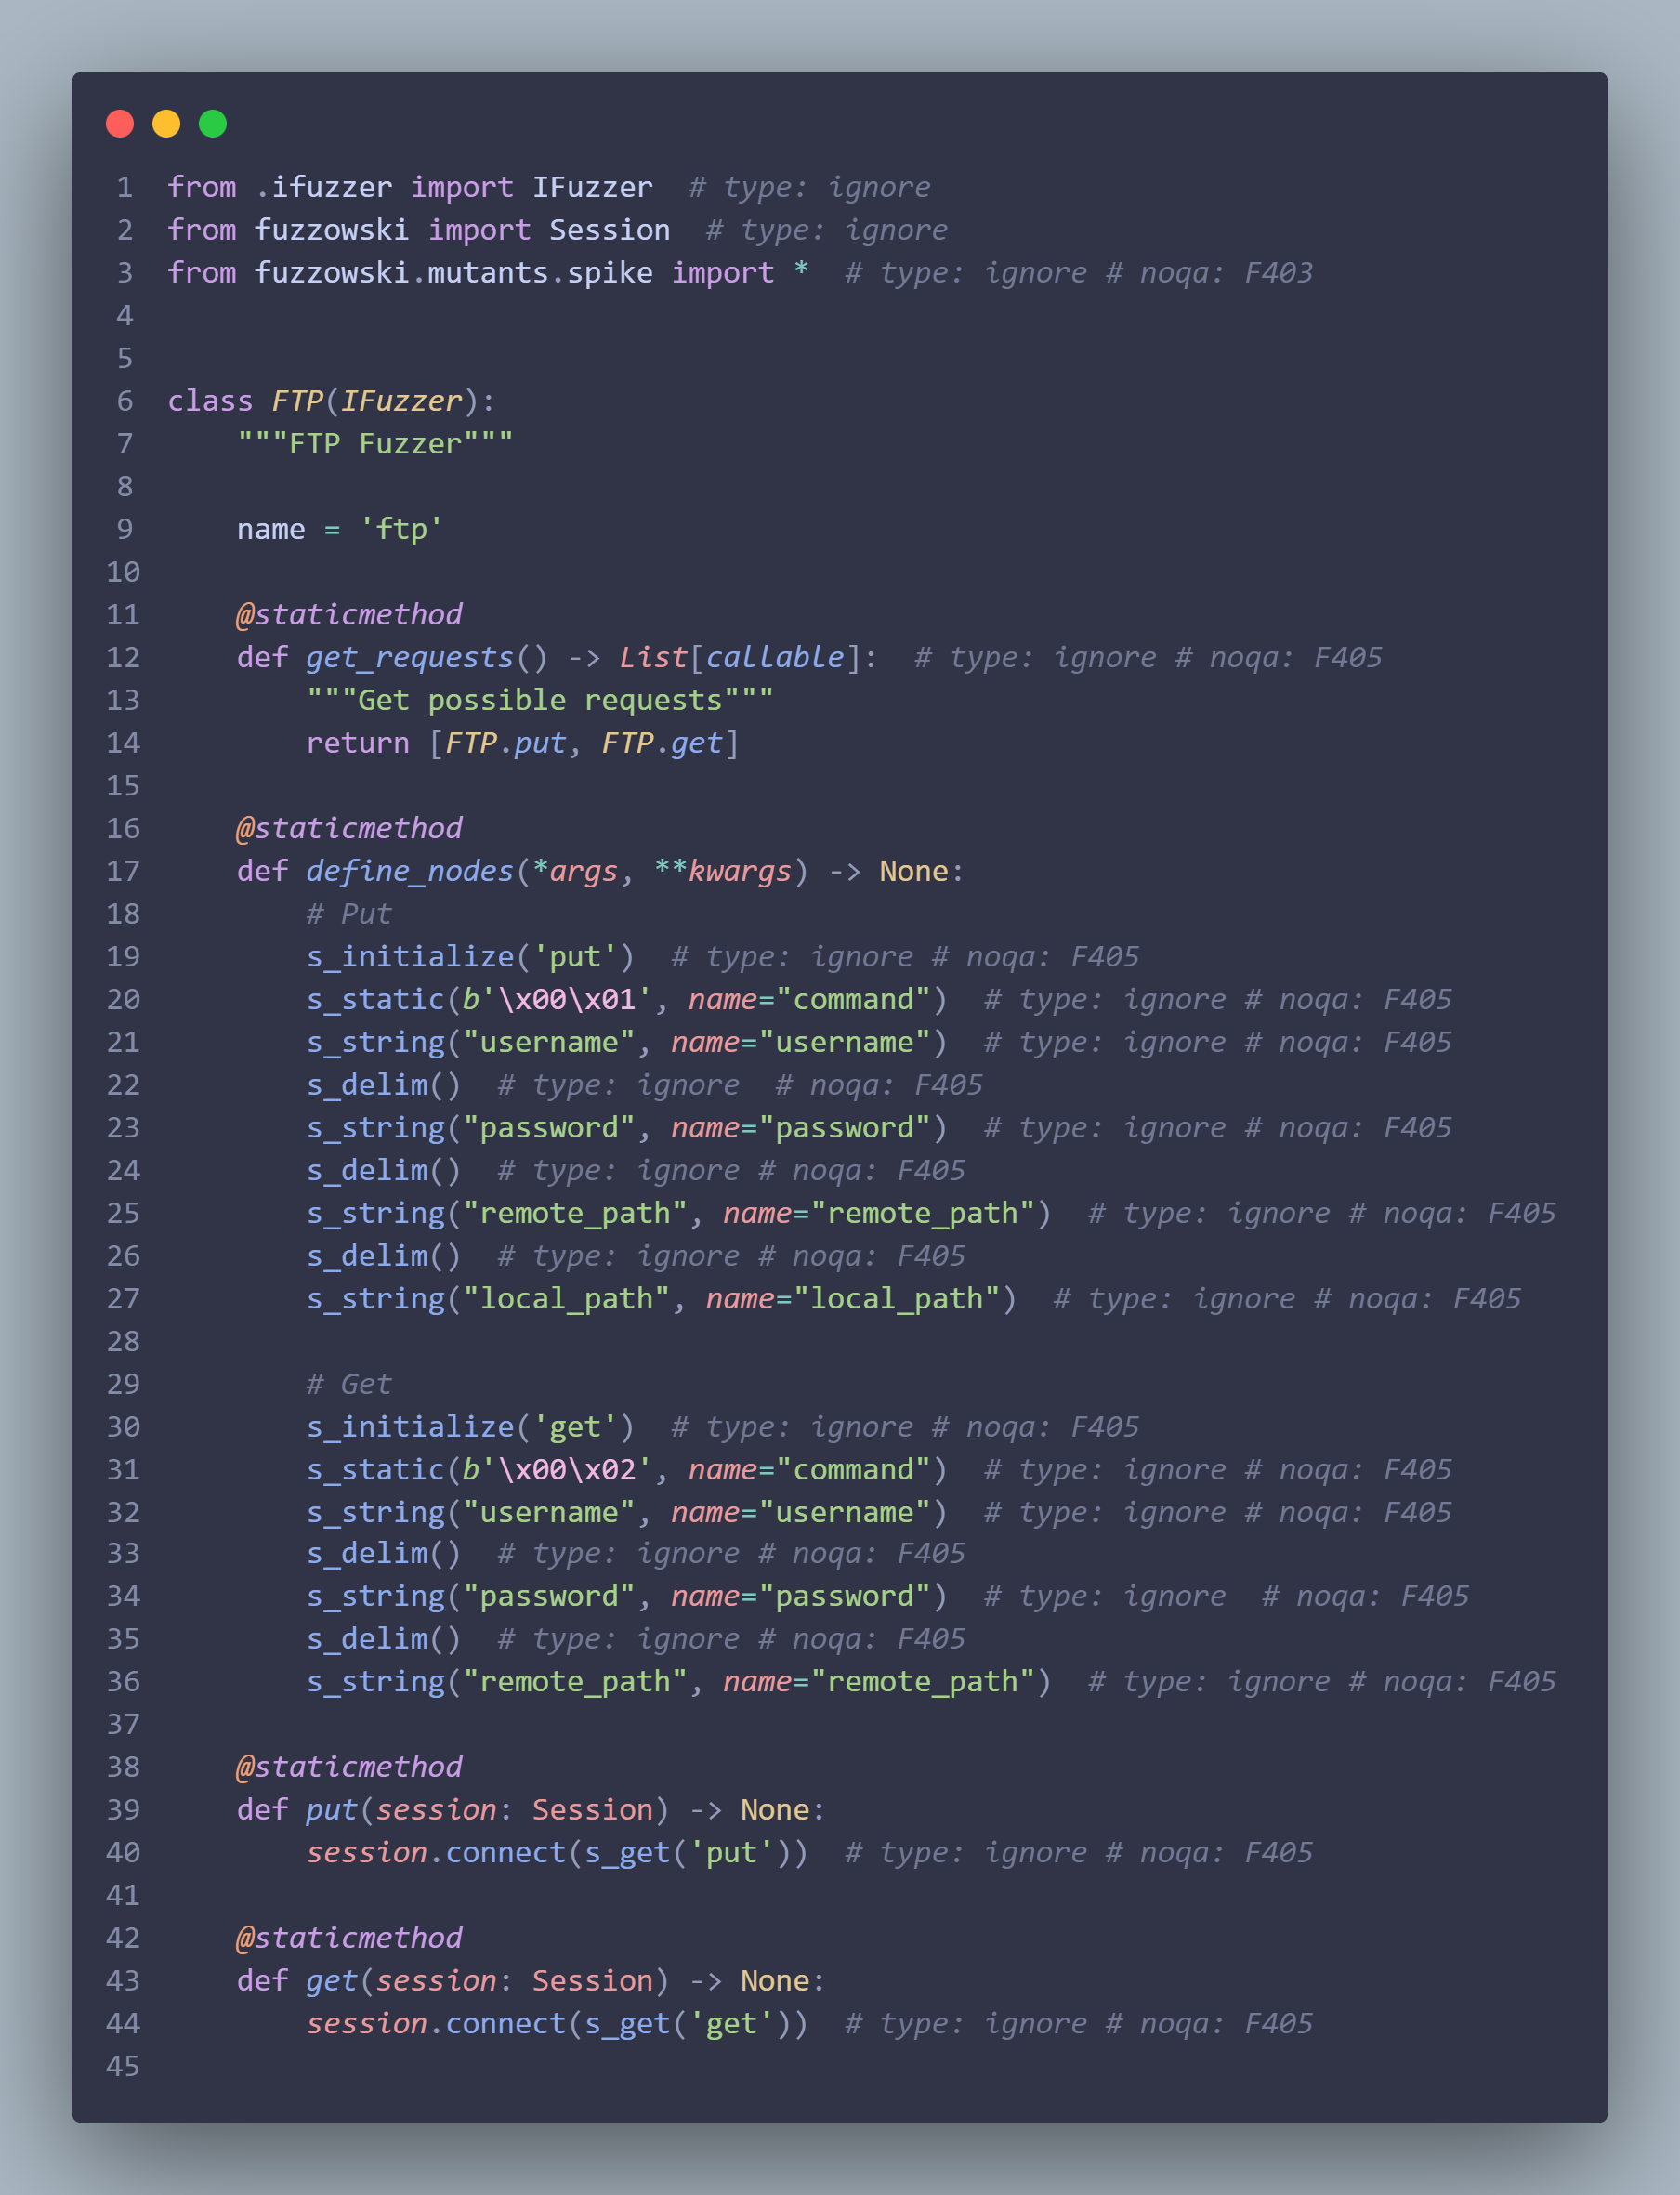 1 from .ifuzzer import IFuzzer  # type: ignore
2 from fuzzowski import Session  # type: ignore
3 from fuzzowski.mutants.spike import *  # type: ignore # noqa: F403
4
5
6 class FTP(IFuzzer):
7     """FTP Fuzzer"""
8
9     name = 'ftp'
10
11     @staticmethod
12     def get_requests() -> List[callable]:  # type: ignore # noqa: F405
13         """Get possible requests"""
14         return [FTP.put, FTP.get]
15
16     @staticmethod
17     def define_nodes(*args, **kwargs) -> None:
18         # Put
19         s_initialize('put')  # type: ignore # noqa: F405
20         s_static(b'\x00\x01', name="command")  # type: ignore # noqa: F405
21         s_string("username", name="username")  # type: ignore # noqa: F405
22         s_delim()  # type: ignore  # noqa: F405
23         s_string("password", name="password")  # type: ignore # noqa: F405
24         s_delim()  # type: ignore # noqa: F405
25         s_string("remote_path", name="remote_path")  # type: ignore # noqa: F405
26         s_delim()  # type: ignore # noqa: F405
27         s_string("local_path", name="local_path")  # type: ignore # noqa: F405
28
29         # Get
30         s_initialize('get')  # type: ignore # noqa: F405
31         s_static(b'\x00\x02', name="command")  # type: ignore # noqa: F405
32         s_string("username", name="username")  # type: ignore # noqa: F405
33         s_delim()  # type: ignore # noqa: F405
34         s_string("password", name="password")  # type: ignore  # noqa: F405
35         s_delim()  # type: ignore # noqa: F405
36         s_string("remote_path", name="remote_path")  # type: ignore # noqa: F405
37
38     @staticmethod
39     def put(session: Session) -> None:
40         session.connect(s_get('put'))  # type: ignore # noqa: F405
41
42     @staticmethod
43     def get(session: Session) -> None:
44         session.connect(s_get('get'))  # type: ignore # noqa: F405
45